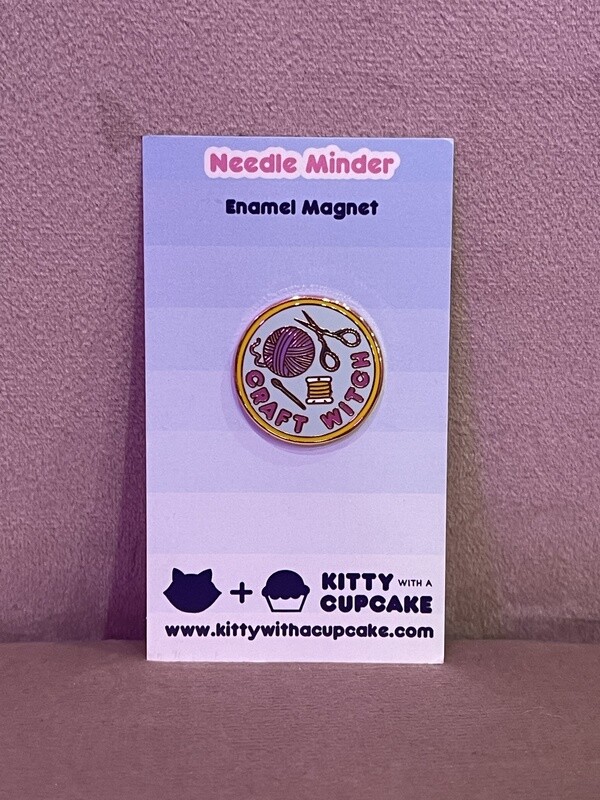 Needle Minder
Enamel Magnet
CRAFT WITCH
KITTY WITH A
CUPCAKE
www.kittywithacupcake.com